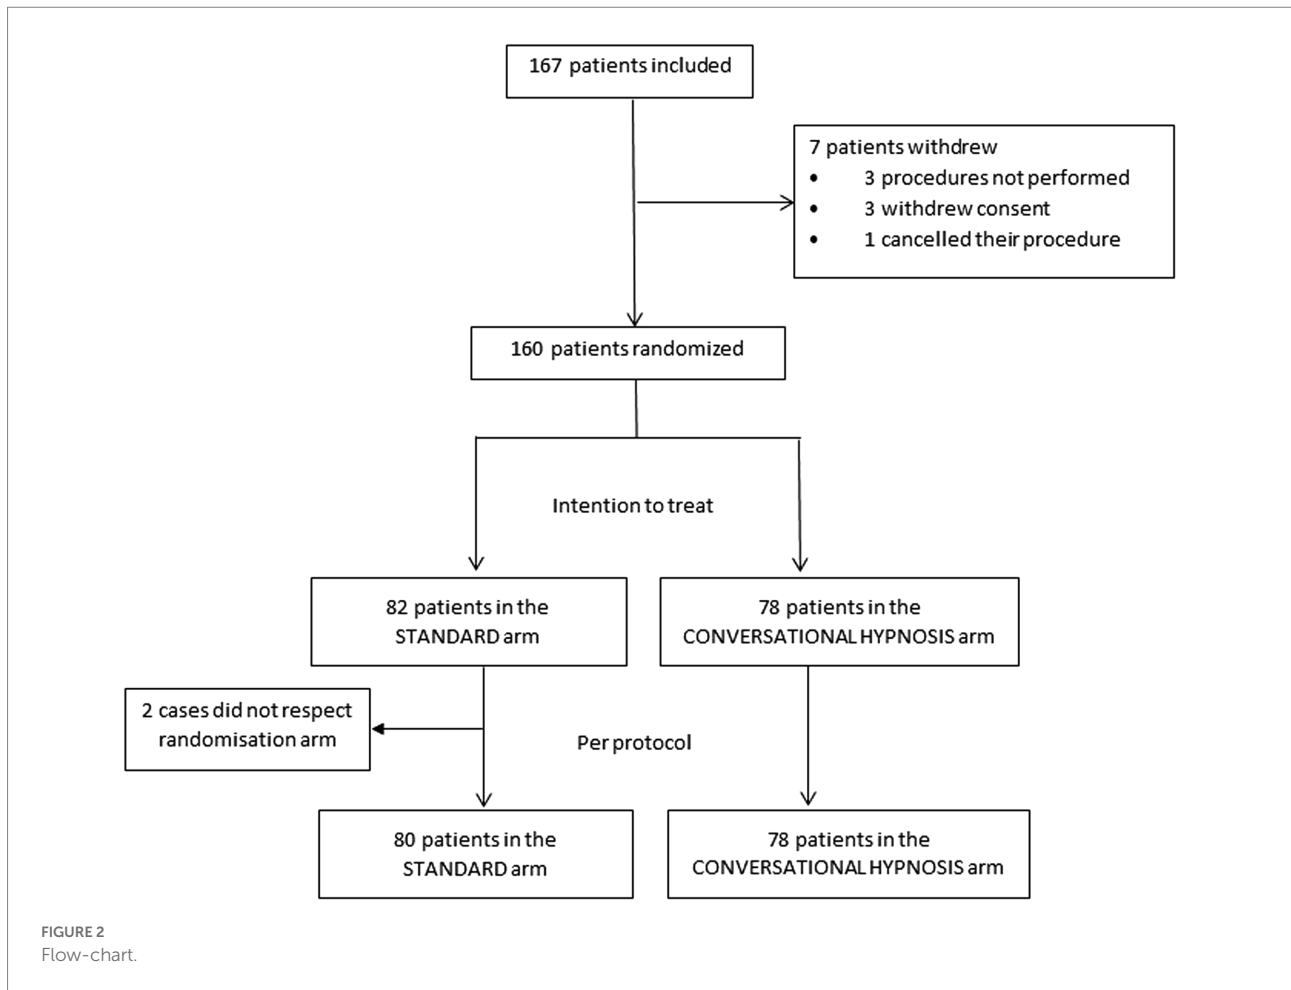 167 patients included
7 patients withdrew
• 3 procedures not performed
• 3 withdrew consent
• 1 cancelled their procedure
160 patients randomized
Intention to treat
82 patients in the
STANDARD arm
78 patients in the
CONVERSATIONAL HYPNOSIS arm
2 cases did not respect
randomisation arm
Per protocol
80 patients in the
STANDARD arm
78 patients in the
CONVERSATIONAL HYPNOSIS arm
FIGURE 2
Flow-chart.